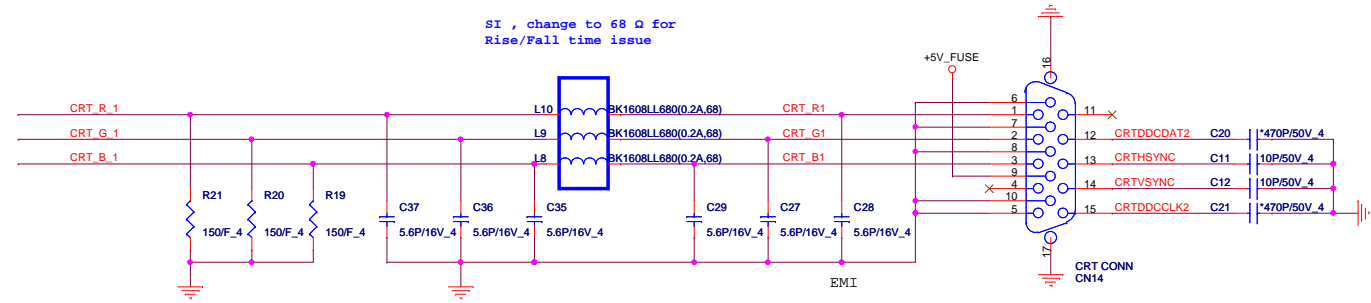 SI , change to 68 Ω for
Rise/Fall time issue
+5V_FUSE
16
CRT_R_1
L10
BK1608LL680(0.2A,68)
CRT_R1
6
1
11
7
CRT_G_1
L9
BK1608LL680(0.2A,68)
CRT_G1
2
12
CRTDDCDAT2
C20
*470P/50V_4
8
CRT_B_1
L8
BK1608LL680(0.2A,68)
CRT_B1
3
13
CRTHSYNC
C11
10P/50V_4
9
4
14
CRTVSYNC
C12
10P/50V_4
10
5
15
CRTDDCCLK2
C21
*470P/50V_4
R21
R20
R19
C37
C36
C35
C29
C27
C28
150/F_4
150/F_4
150/F_4
5.6P/16V_4
5.6P/16V_4
5.6P/16V_4
5.6P/16V_4
5.6P/16V_4
5.6P/16V_4
17
CRT CONN
CN14
EMI